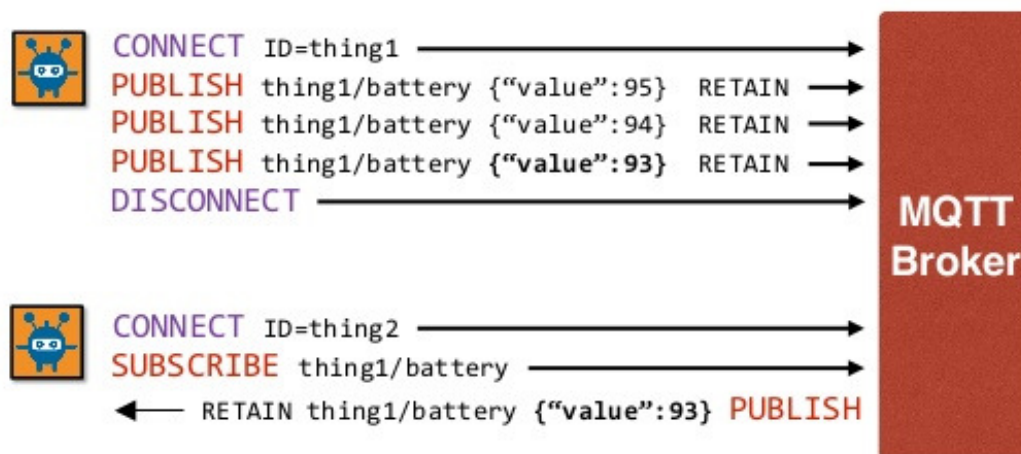 CONNECT ID=thing1
PUBLISH thing1/battery {“value”:95} RETAIN
PUBLISH thing1/battery {“value”:94} RETAIN
PUBLISH thing1/battery {“value”:93} RETAIN
DISCONNECT
MQTT
Broker
CONNECT ID=thing2
SUBSCRIBE thing1/battery
RETAIN thing1/battery {“value”:93} PUBLISH